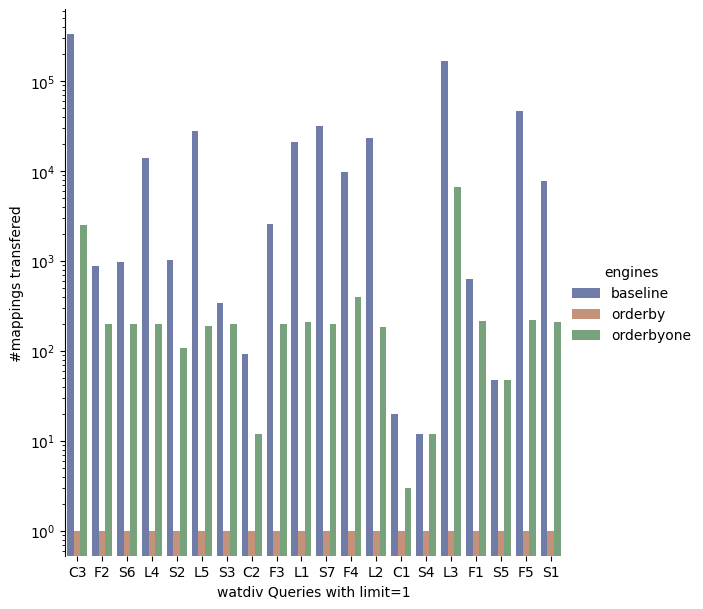 #mappings transfered
10^5
10^4
10^3
10^2
10^1
10^0
C3 F2 S6 L4 S2 L5 S3 C2 F3 L1 S7 F4 L2 C1 S4 L3 F1 S5 F5 S1
watdiv Queries with limit=1
engines
baseline
orderby
orderbyone